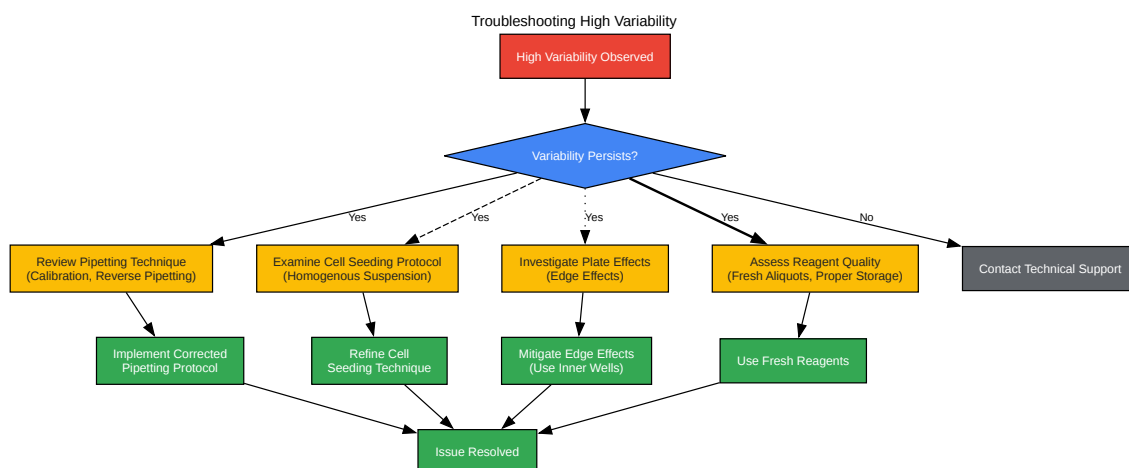 Troubleshooting High Variability
High Variability Observed
Variability Persists?
Yes
Yes
Yes
Yes
No
Review Pipetting Technique
(Calibration, Reverse Pipetting)
Examine Cell Seeding Protocol
(Homogenous Suspension)
Investigate Plate Effects
(Edge Effects)
Assess Reagent Quality
(Fresh Aliquots, Proper Storage)
Contact Technical Support
Implement Corrected
Pipetting Protocol
Refine Cell
Seeding Technique
Mitigate Edge Effects
(Use Inner Wells)
Use Fresh Reagents
Issue Resolved